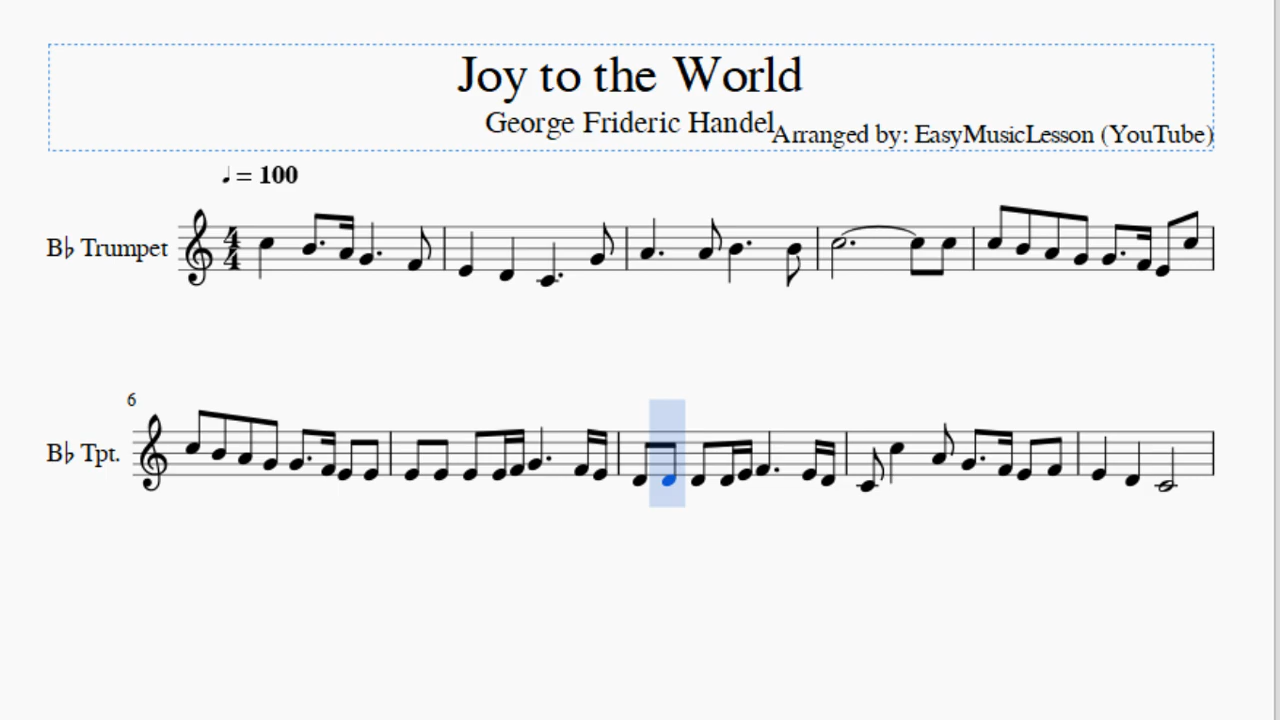 Joy to the World
George Frideric Handel
Arranged by: EasyMusicLesson (YouTube)
♩ = 100
B♭ Trumpet
4
4
6
B♭ Tpt.